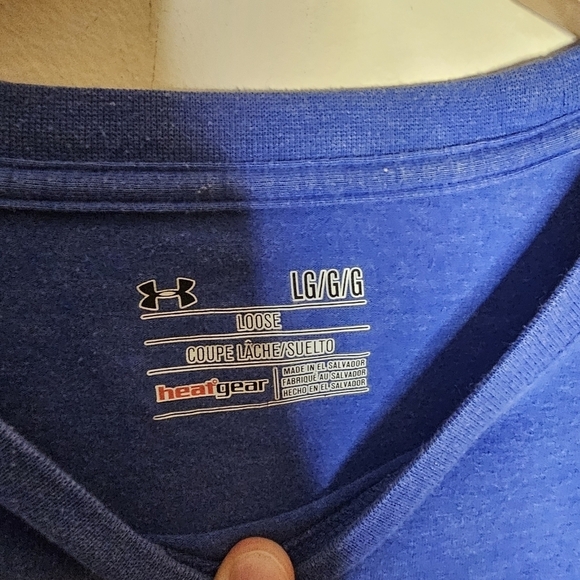 LG/G/G
LOOSE
COUPE LÂCHE/SUELTO
heatgear
MADE IN EL SALVADOR
FABRIQUÉ AU SALVADOR
HECHO EN EL SALVADOR